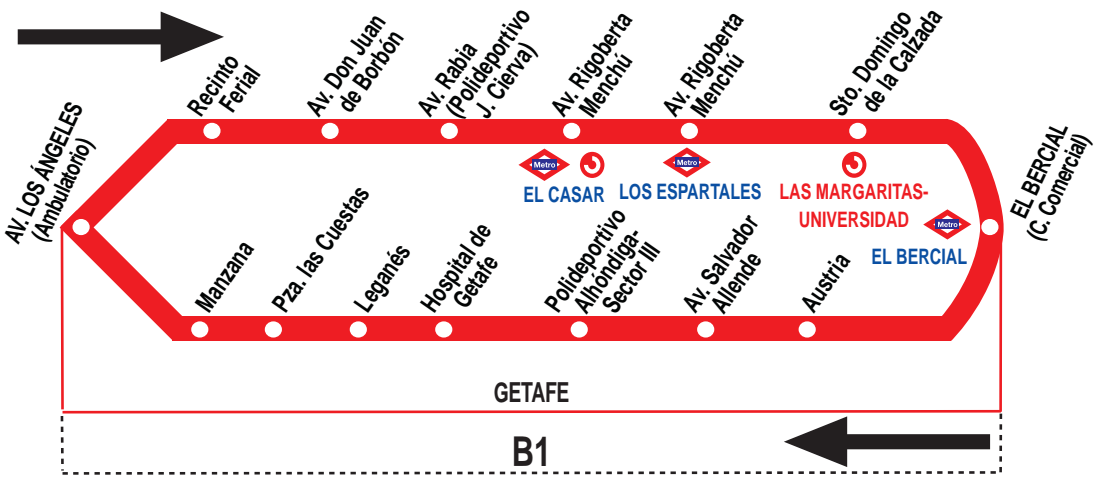 Recinto
Ferial
Av. Don Juan
de Borbón
Av. Rabia
(Polideportivo
J. Cierva)
Av. Rigoberta
Menchú
Av. Rigoberta
Menchú
Sto. Domingo
de la Calzada
AV. LOS ÁNGELES
(Ambulatorio)
Metro
EL CASAR
Metro
LOS ESPARTALES
LAS MARGARITAS-
UNIVERSIDAD
Metro
EL BERCIAL
EL BERCIAL
(C. Comercial)
Manzana
Pza. las Cuestas
Leganés
Hospital de
Getafe
Polideportivo
Alhóndiga-
Sector III
Av. Salvador
Allende
Austria
GETAFE
B1